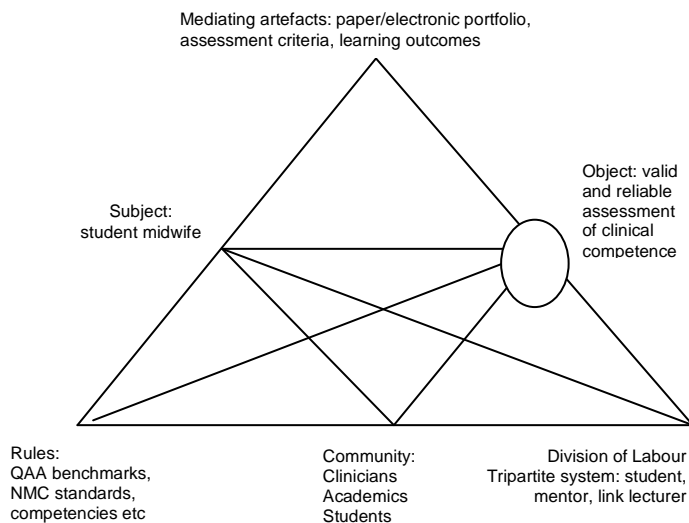 Mediating artefacts: paper/electronic portfolio,
assessment criteria, learning outcomes
Object: valid
and reliable
assessment
of clinical
competence
Subject:
student midwife
Rules:
QAA benchmarks,
NMC standards,
competencies etc
Community:
Clinicians
Academics
Students
Division of Labour
Tripartite system: student,
mentor, link lecturer